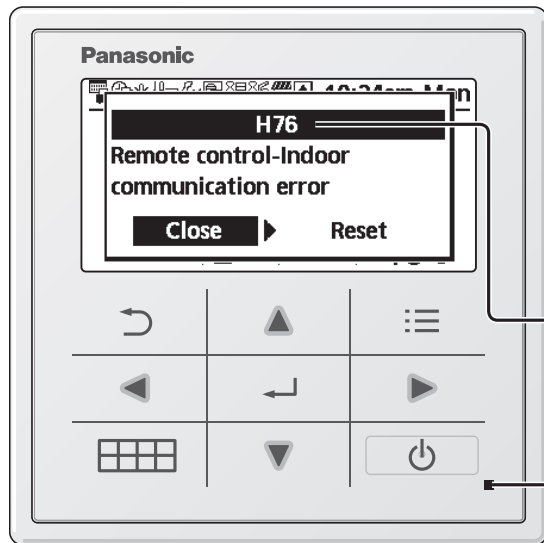 Panasonic
H76
Remote control-Indoor
communication error
Close Reset